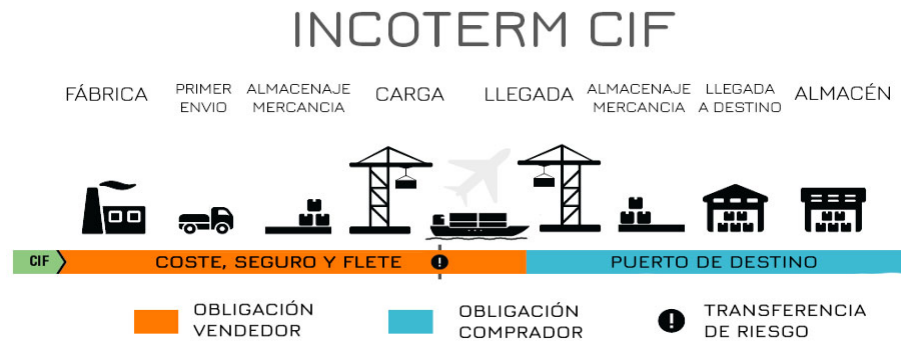 INCOTERM CIF
FÁBRICA
PRIMER
ENVIO
ALMACENAJE
MERCANCIA
CARGA
LLEGADA
ALMACENAJE
MERCANCIA
LLEGADA
A DESTINO
ALMACÉN
CIF
COSTE, SEGURO Y FLETE
!
PUERTO DE DESTINO
OBLIGACIÓN
VENDEDOR
OBLIGACIÓN
COMPRADOR
!
TRANSFERENCIA
DE RIESGO